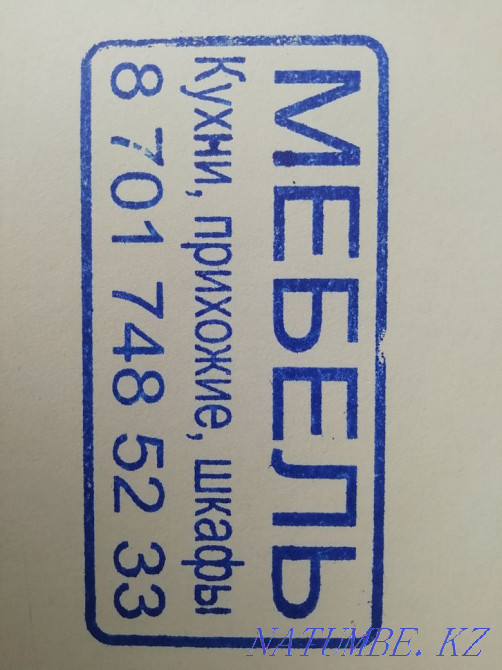 МЕБЕЛЬ
Кухни, прихожие, шкафы
8 701 748 52 33
NATUMBE. KZ